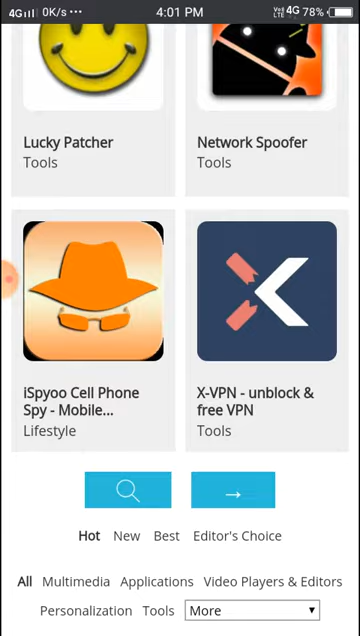 4G 0K/s ··· 4:01 PM VoLTE 4G 78%
Lucky Patcher
Tools
Network Spoofer
Tools
iSpyoo Cell Phone
Spy - Mobile...
Lifestyle
X-VPN - unblock &
free VPN
Tools
→
Hot New Best Editor's Choice
All Multimedia Applications Video Players & Editors
Personalization Tools More